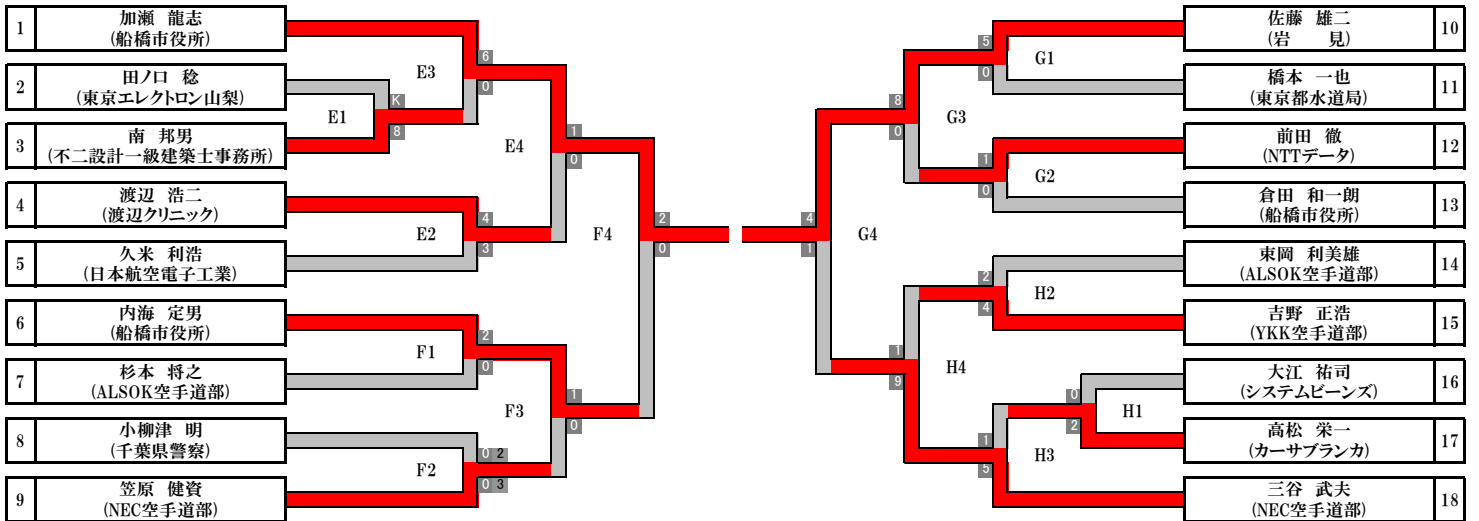 1
加瀬 龍志
(船橋市役所)
2
田ノ口 稔
(東京エレクトロン山梨)
3
南 邦男
(不二設計一級建築士事務所)
4
渡辺 浩二
(渡辺クリニック)
5
久米 利浩
(日本航空電子工業)
6
内海 定男
(船橋市役所)
7
杉本 将之
(ALSOK空手道部)
8
小柳津 明
(千葉県警察)
9
笠原 健資
(NEC空手道部)
E1
K
8
E3
6
0
E2
4
3
E4
1
0
F1
2
0
F2
0 2
0 3
F3
1
0
F4
2
0
4
1
G4
8
0
G3
5
0
G1
1
0
G2
1
9
H4
2
4
H2
1
5
H3
0
2
H1
佐藤 雄二
(岩 見)
10
橋本 一也
(東京都水道局)
11
前田 徹
(NTTデータ)
12
倉田 和一朗
(船橋市役所)
13
東岡 利美雄
(ALSOK空手道部)
14
吉野 正浩
(YKK空手道部)
15
大江 祐司
(システムビーンズ)
16
高松 栄一
(カーサブランカ)
17
三谷 武夫
(NEC空手道部)
18